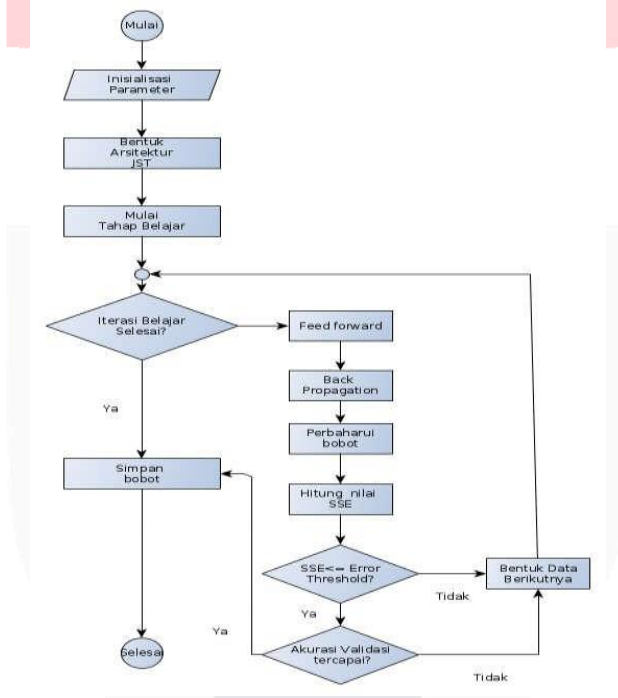 Mulai
Inisialisasi
Parameter
Bentuk
Arsitektur
JST
Mulai
Tahap Belajar
Iterasi Belajar
Selesai?
Feed forward
Back
Propagation
Ya
Perbaharui
bobot
Simpan
bobot
Hitung nilai
SSE
SSE<= Error
Threshold?
Bentuk Data
Berikutnya
Tidak
Ya
Ya
Akurasi Validasi
tercapai?
Selesai
Tidak